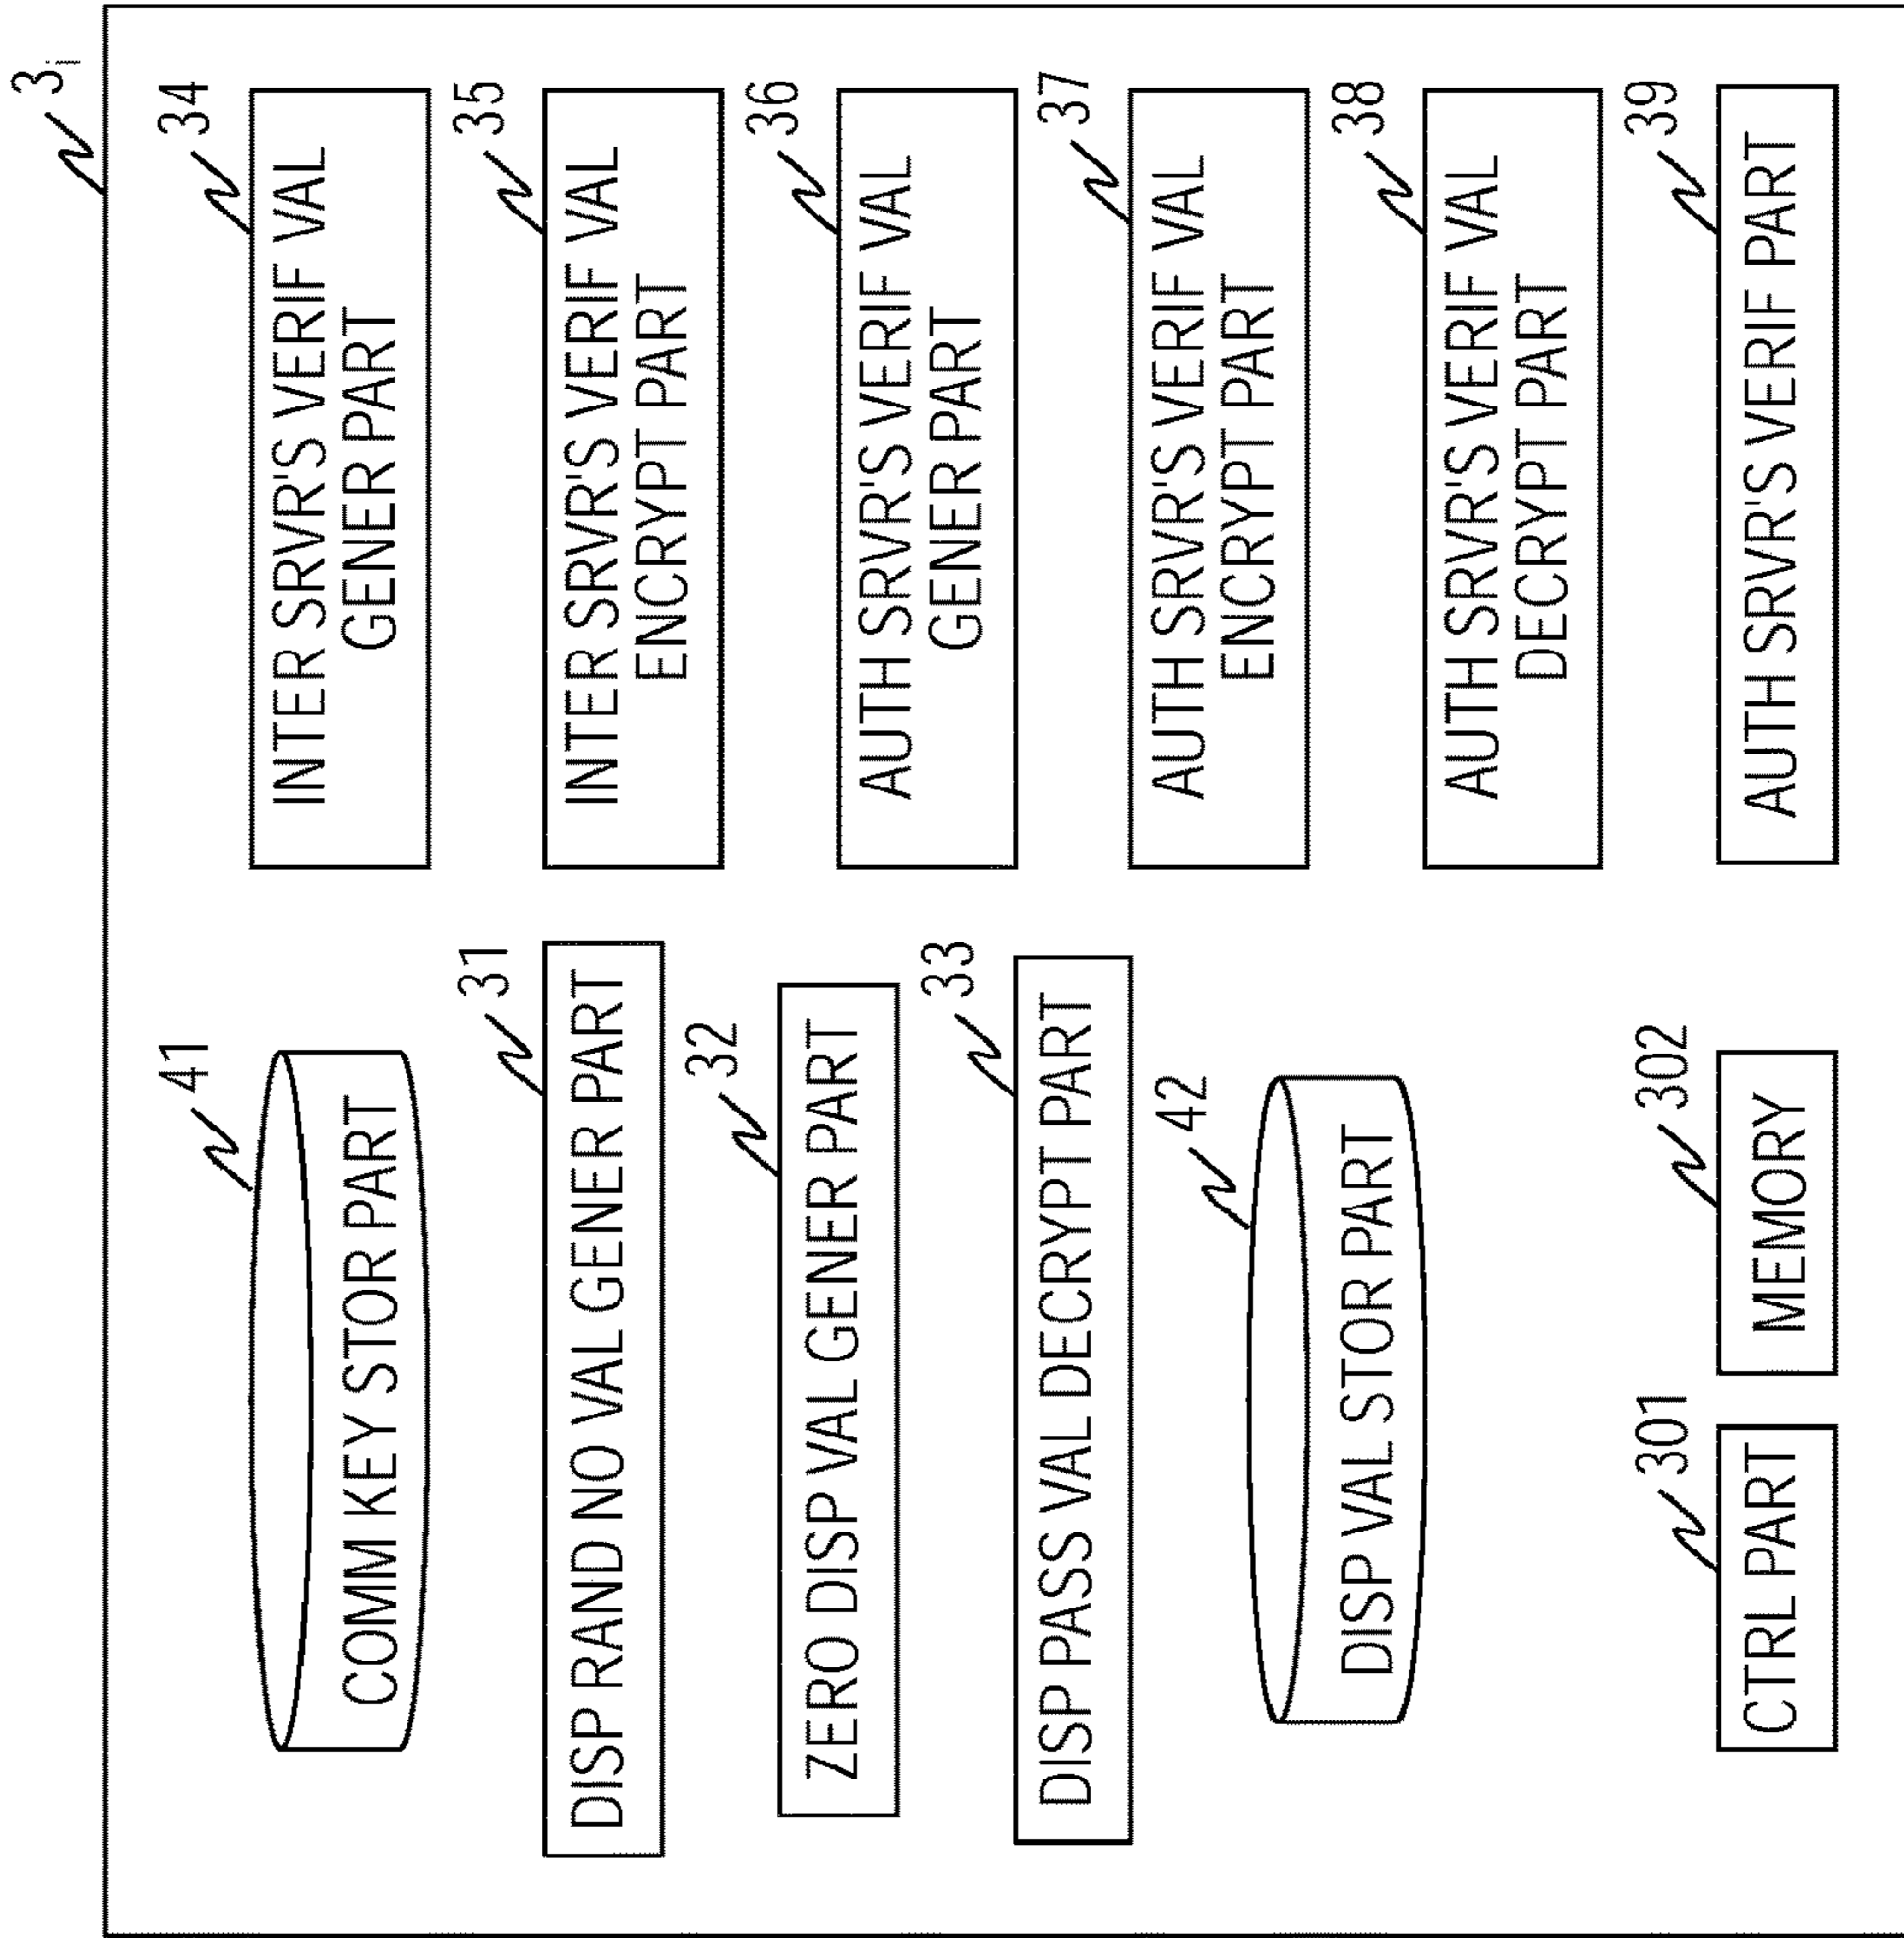 3i
41
COMM KEY STOR PART
31
DISP RAND NO VAL GENER PART
32
ZERO DISP VAL GENER PART
33
DISP PASS VAL DECRYPT PART
42
DISP VAL STOR PART
301
CTRL PART
302
MEMORY
34
INTER SRVR'S VERIF VAL
GENER PART
35
INTER SRVR'S VERIF VAL
ENCRYPT PART
36
AUTH SRVR'S VERIF VAL
GENER PART
37
AUTH SRVR'S VERIF VAL
ENCRYPT PART
38
AUTH SRVR'S VERIF VAL
DECRYPT PART
39
AUTH SRVR'S VERIF PART